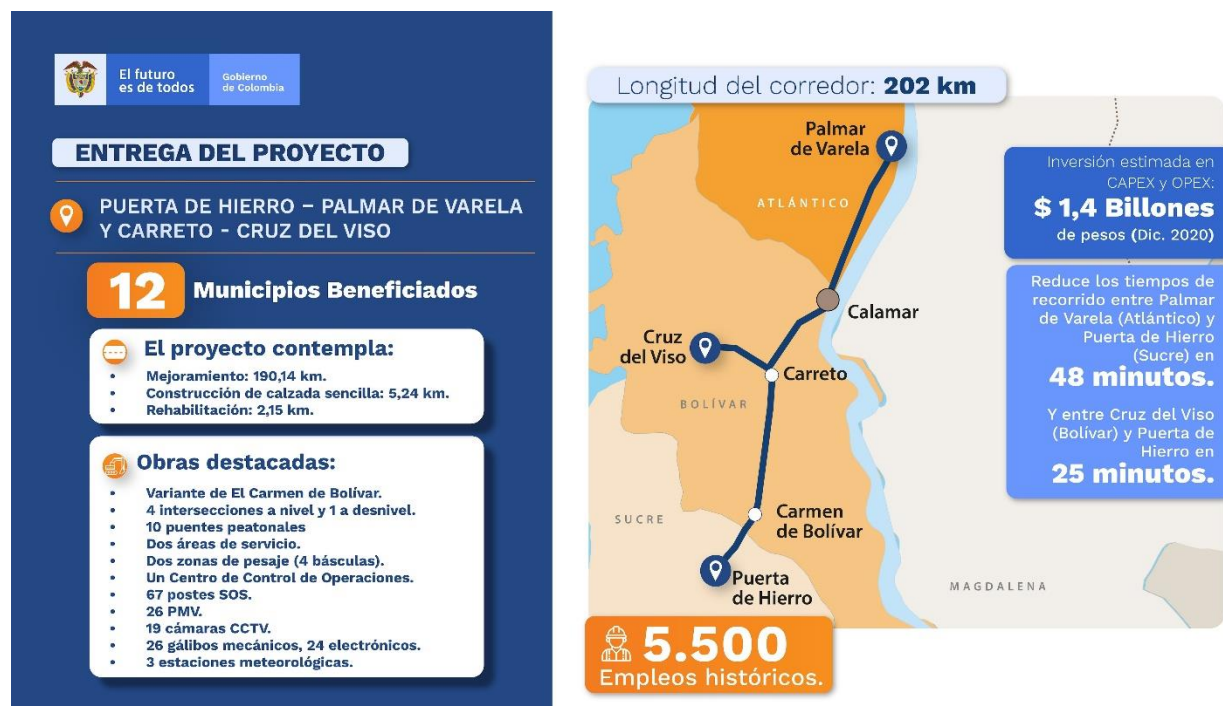 El futuro
es de todos
Gobierno
de Colombia
ENTREGA DEL PROYECTO
PUERTA DE HIERRO – PALMAR DE VARELA
Y CARRETO - CRUZ DEL VISO
12 Municipios Beneficiados
El proyecto contempla:
• Mejoramiento: 190,14 km.
• Construcción de calzada sencilla: 5,24 km.
• Rehabilitación: 2,15 km.
Obras destacadas:
• Variante de El Carmen de Bolívar.
• 4 intersecciones a nivel y 1 a desnivel.
• 10 puentes peatonales
• Dos áreas de servicio.
• Dos zonas de pesaje (4 básculas).
• Un Centro de Control de Operaciones.
• 67 postes SOS.
• 26 PMV.
• 19 cámaras CCTV.
• 26 gálibos mecánicos, 24 electrónicos.
• 3 estaciones meteorológicas.
Longitud del corredor: 202 km
Palmar
de Varela
ATLÁNTICO
Calamar
Cruz
del Viso
Carreto
BOLÍVAR
Carmen
de Bolívar
SUCRE
Puerta
de Hierro
MAGDALENA
Inversión estimada en
CAPEX y OPEX:
$ 1,4 Billones
de pesos (Dic. 2020)
Reduce los tiempos de
recorrido entre Palmar
de Varela (Atlántico) y
Puerta de Hierro
(Sucre) en
48 minutos.
Y entre Cruz del Viso
(Bolívar) y Puerta de
Hierro en
25 minutos.
5.500
Empleos históricos.